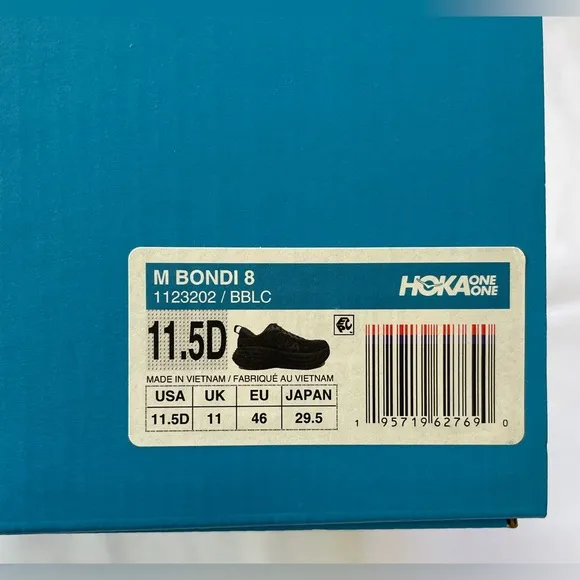 M BONDI 8
1123202 / BBLC
HOKA ONE ONE
11.5D
MADE IN VIETNAM / FABRIQUÉ AU VIETNAM
USA UK EU JAPAN
11.5D 11 46 29.5
1 95719 62769 0